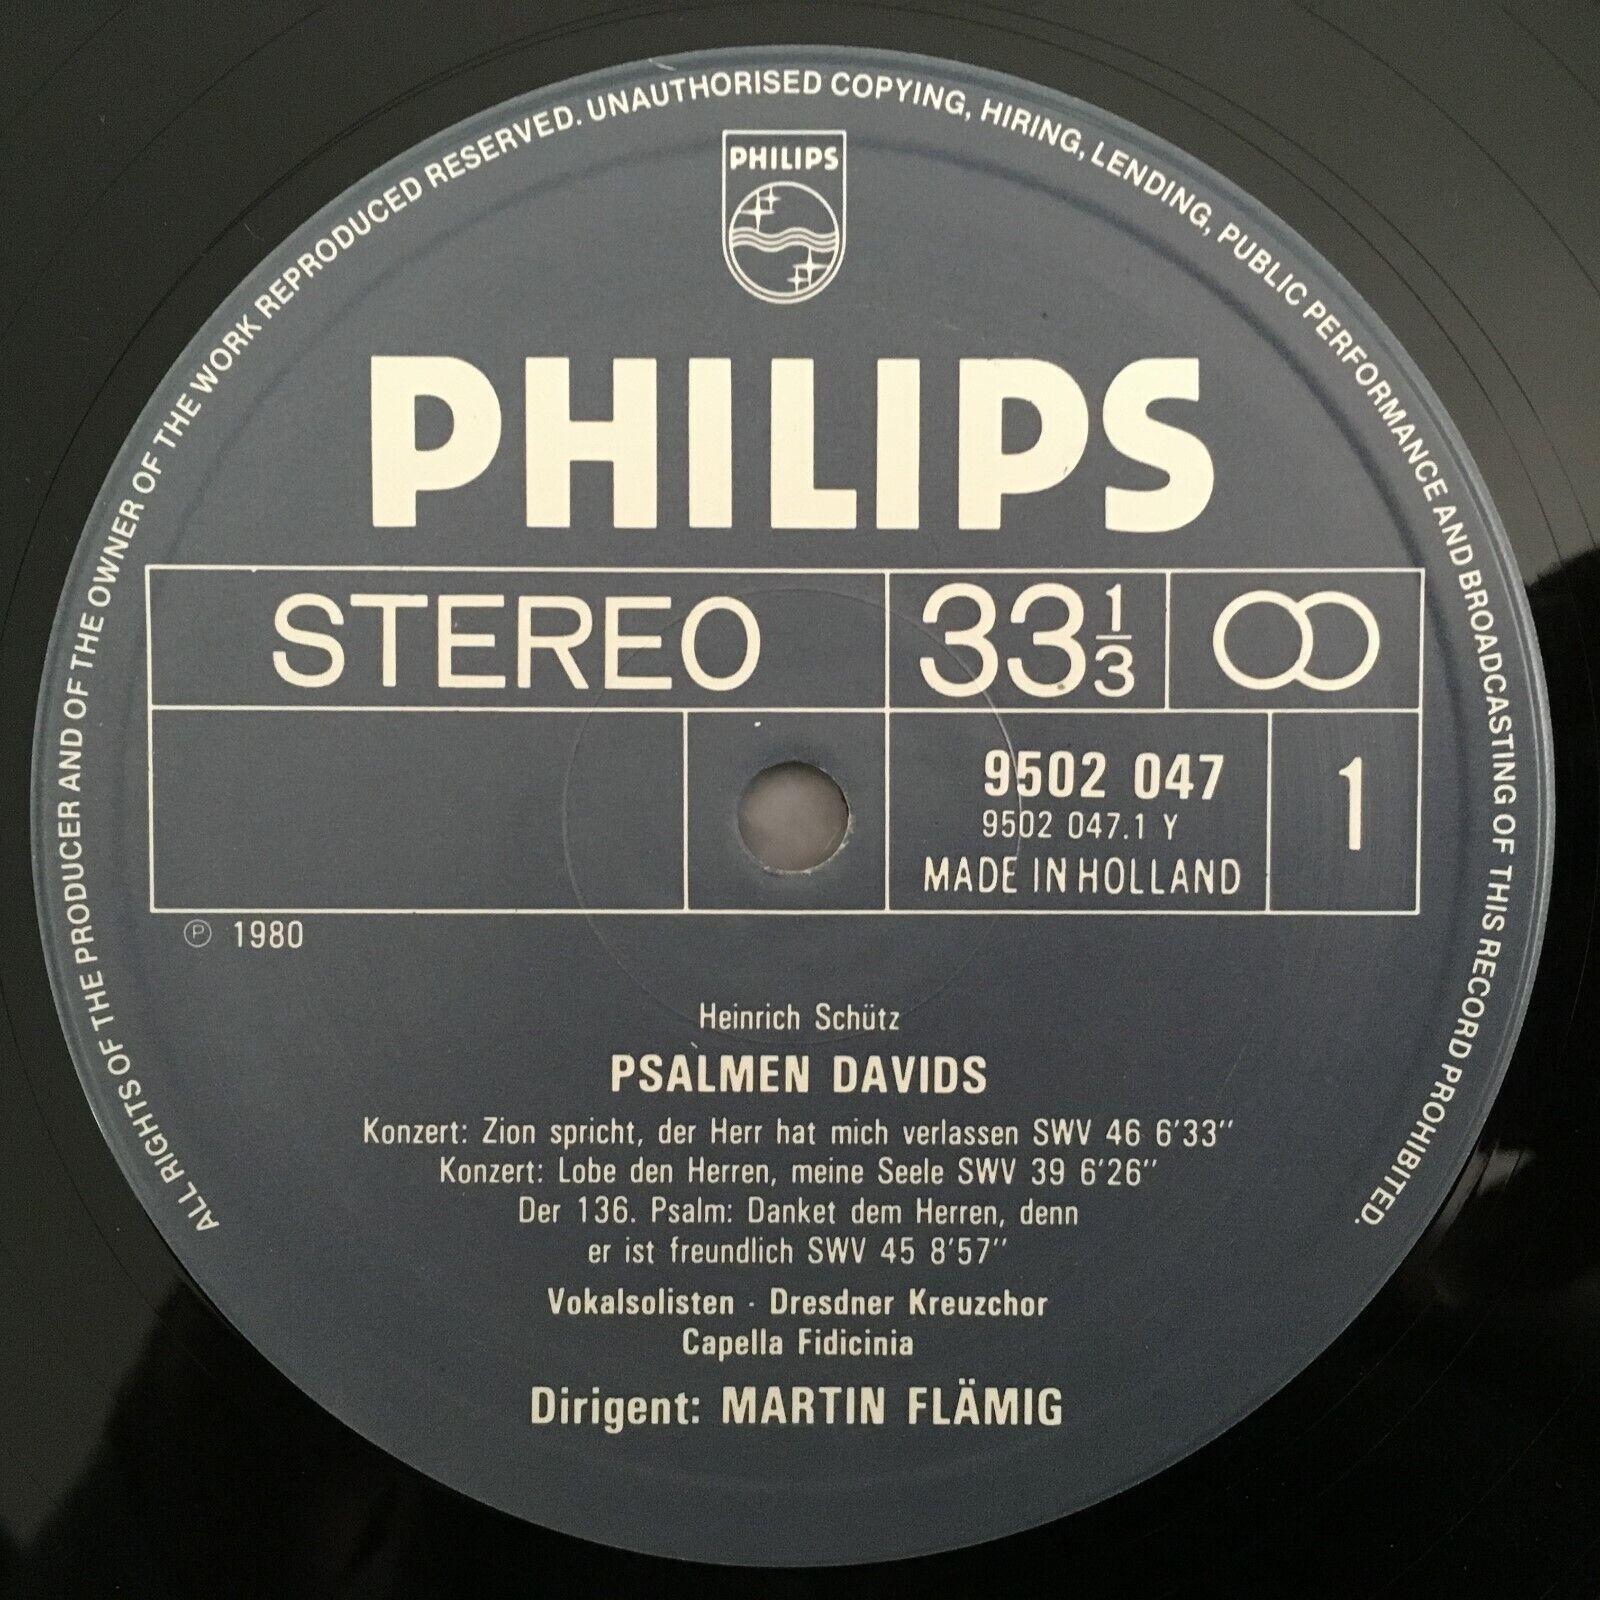 ALL RIGHTS OF THE PRODUCER AND OF THE OWNER OF THE WORK REPRODUCED RESERVED. UNAUTHORISED COPYING, HIRING, LENDING, PUBLIC PERFORMANCE AND BROADCASTING OF THIS RECORD PROHIBITED.
PHILIPS
PHILIPS
STEREO 33 1/3
9502 047 1
9502 047.1 Y
MADE IN HOLLAND
℗ 1980
Heinrich Schütz
PSALMEN DAVIDS
Konzert: Zion spricht, der Herr hat mich verlassen SWV 46 6'33''
Konzert: Lobe den Herren, meine Seele SWV 39 6'26''
Der 136. Psalm: Danket dem Herren, denn
er ist freundlich SWV 45 8'57''
Vokalsolisten · Dresdner Kreuzchor
Capella Fidicinia
Dirigent: MARTIN FLÄMIG